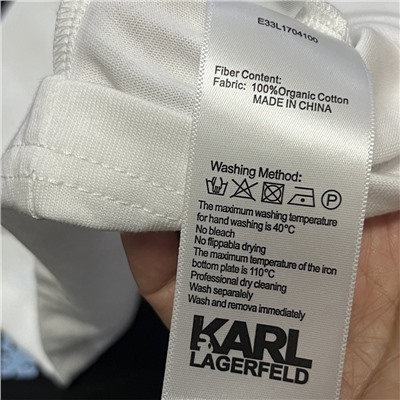 E33L1704100
Fiber Content:
Fabric: 100%Organic Cotton
MADE IN CHINA
Washing Method:
The maximum washing temperature
for hand washing is 40°C
No bleach
No flippabla drying
The maximum temperature of the iron
bottom plate is 110°C
Professional dry cleaning
Wash separately
Wash and remova immediately
KARL
LAGERFELD